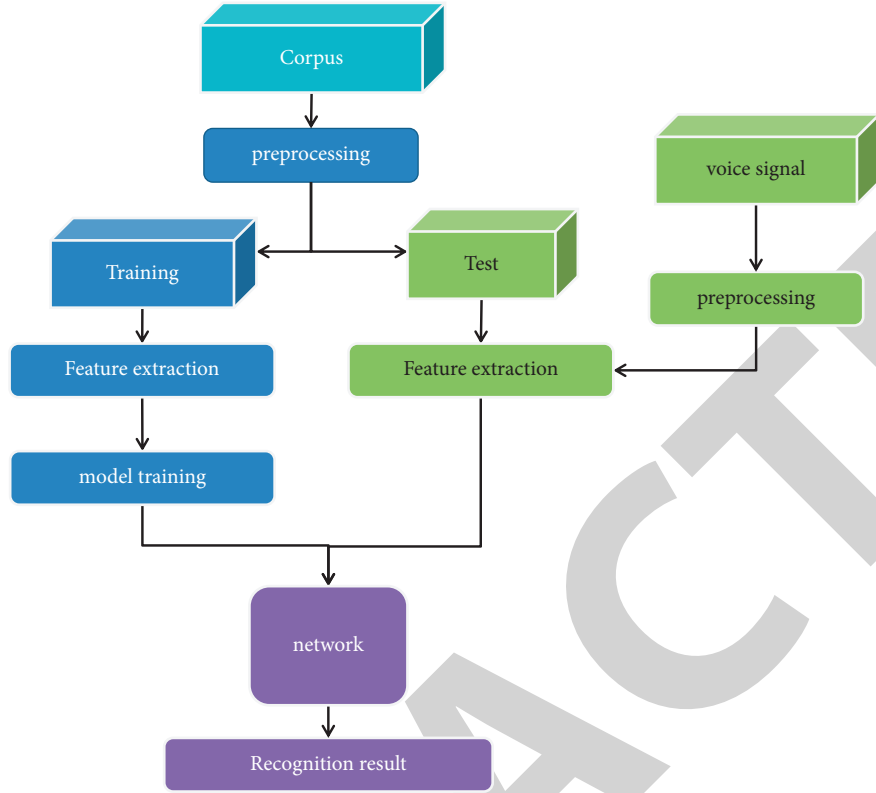 Corpus
preprocessing
voice signal
Training
Test
preprocessing
Feature extraction
Feature extraction
model training
network
Recognition result